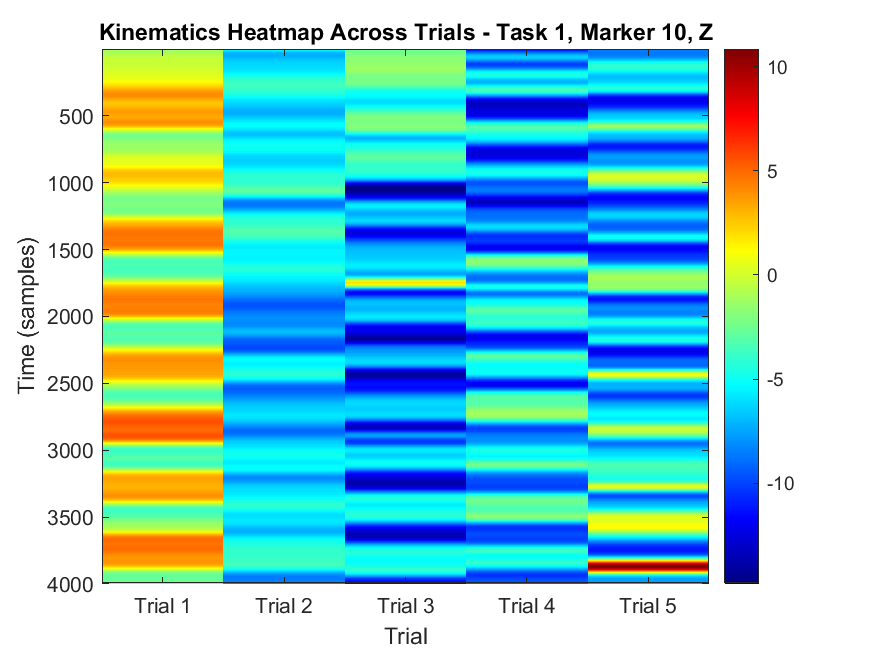 Kinematics Heatmap Across Trials - Task 1, Marker 10, Z
Time (samples)
500
1000
1500
2000
2500
3000
3500
4000
Trial 1
Trial 2
Trial 3
Trial 4
Trial 5
Trial
10
5
0
-5
-10